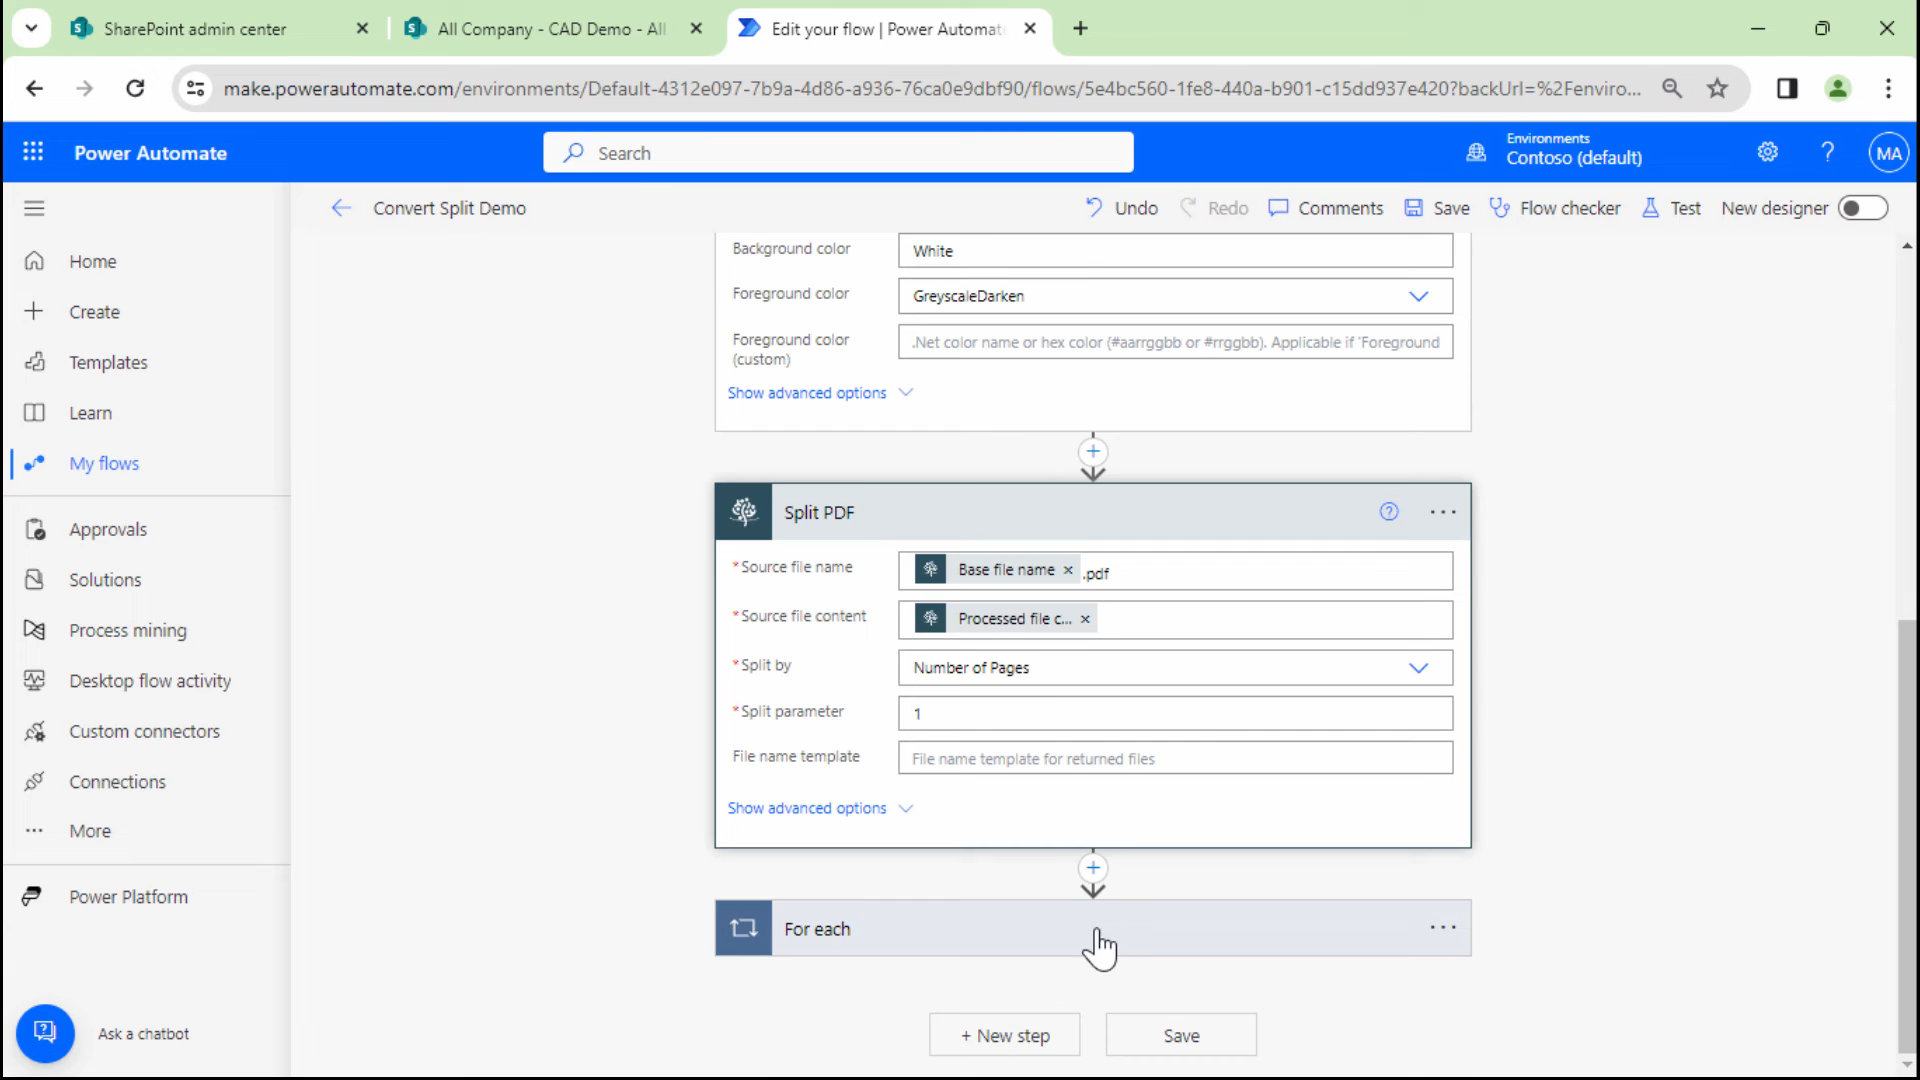 SharePoint admin center
All Company - CAD Demo - All
Edit your flow | Power Automat
make.powerautomate.com/environments/Default-4312e097-7b9a-4d86-a936-76ca0e9dbf90/flows/5e4bc560-1fe8-440a-b901-c15dd937e420?backUrl=%2Fenviro...
Power Automate
Search
Environments
Contoso (default)
MA
Convert Split Demo
Undo
Redo
Comments
Save
Flow checker
Test
New designer
Home
Create
Templates
Learn
My flows
Approvals
Solutions
Process mining
Desktop flow activity
Custom connectors
Connections
More
Power Platform
Ask a chatbot
Background color
White
Foreground color
GreyscaleDarken
Foreground color
(custom)
.Net color name or hex color (#aarrggbb or #rrggbb). Applicable if 'Foreground
Show advanced options
Split PDF
*Source file name
Base file name × .pdf
*Source file content
Processed file c... ×
*Split by
Number of Pages
*Split parameter
1
File name template
File name template for returned files
Show advanced options
For each
+ New step
Save